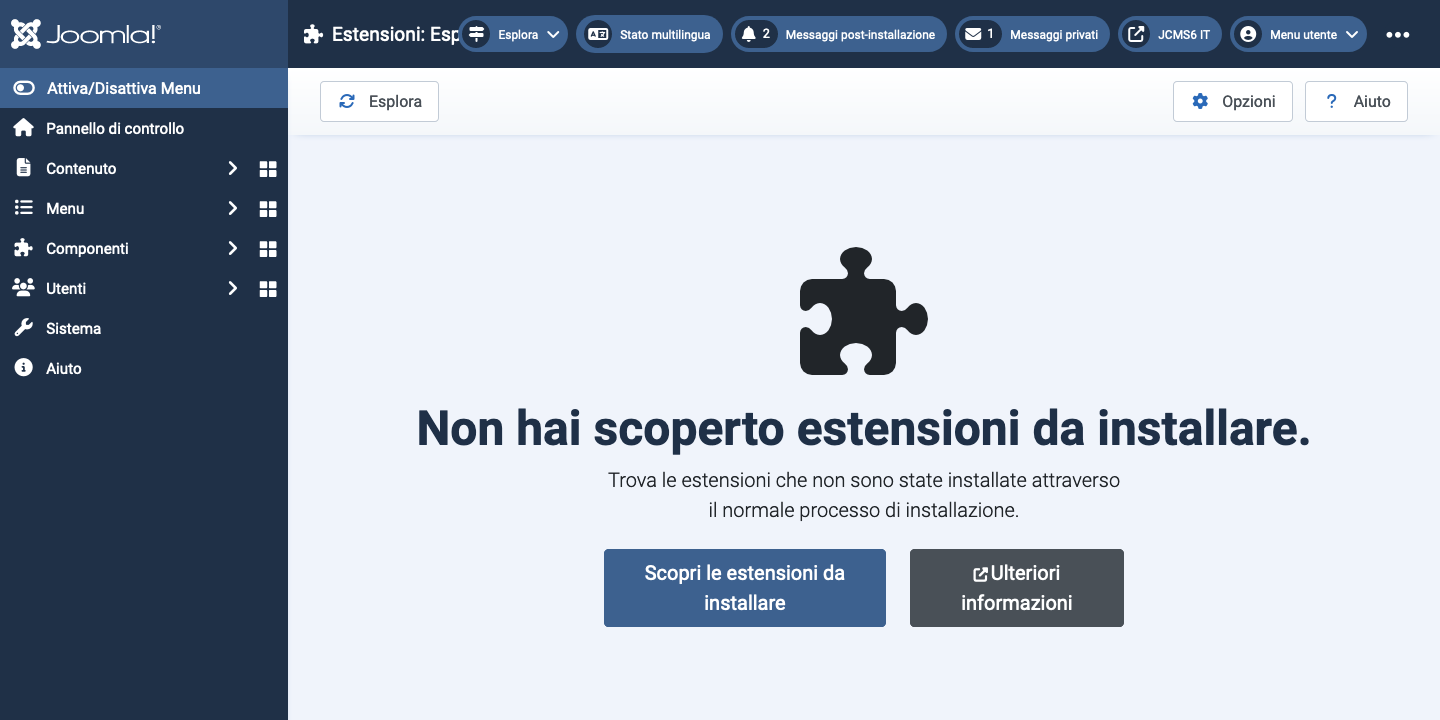 Joomla!®
Estensioni: Esp
Esplora
Stato multilingua
2 Messaggi post-installazione
1 Messaggi privati
JCMS6 IT
Menu utente
Attiva/Disattiva Menu
Pannello di controllo
Contenuto
Menu
Componenti
Utenti
Sistema
Aiuto
Esplora
Opzioni
? Aiuto
Non hai scoperto estensioni da installare.
Trova le estensioni che non sono state installate attraverso
il normale processo di installazione.
Scopri le estensioni da
installare
Ulteriori
informazioni